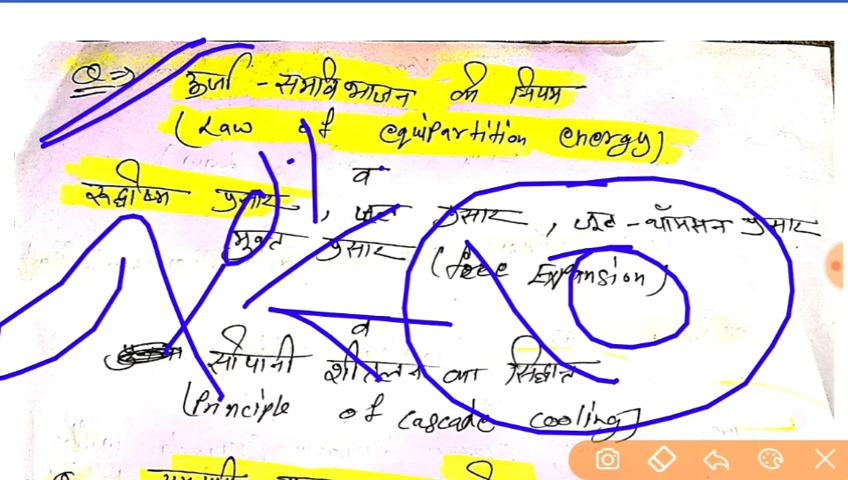 Q ⇒ ऊर्जा - समविभाजन का नियम
(Law of equipartition energy)
व
रूद्धोष्म प्रसार, जूल प्रसार, जूल - थॉमसन प्रसार
मुक्त प्रसार (free Expansion)
व
सोपानी शीतलन का सिद्धांत
(Principle of cascade cooling)